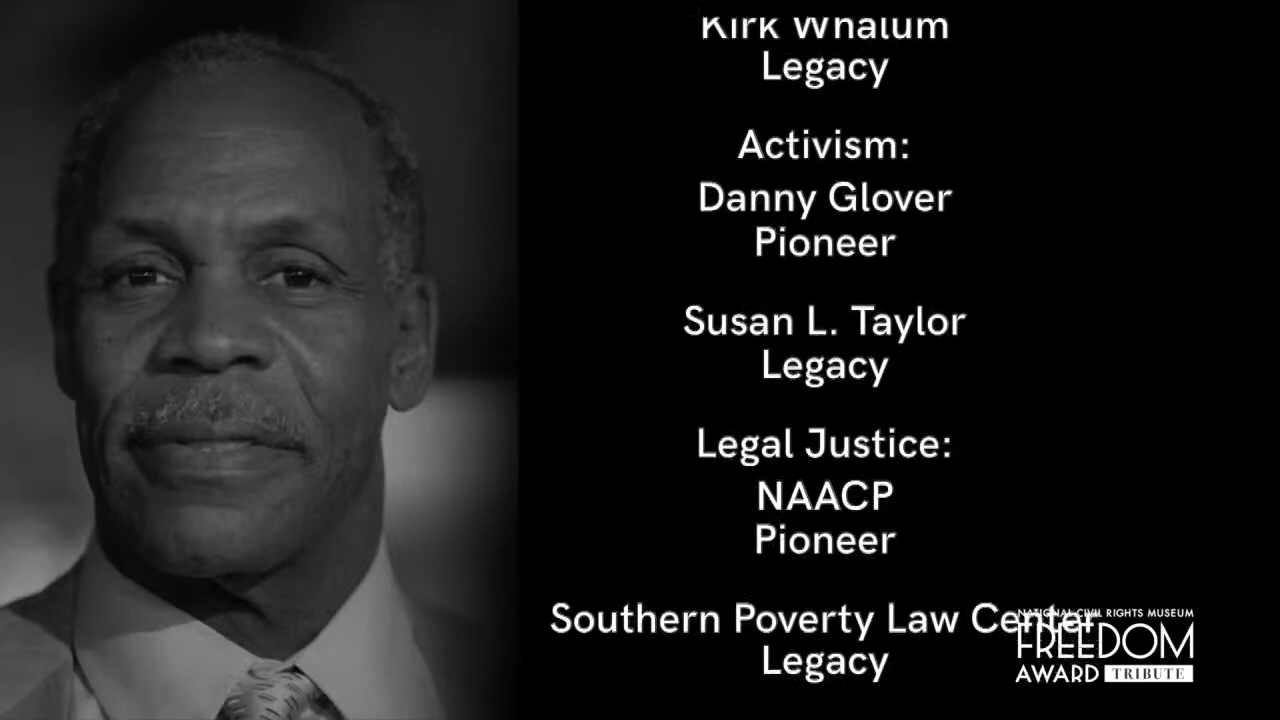 Kirk Whalum
Legacy
Activism:
Danny Glover
Pioneer
Susan L. Taylor
Legacy
Legal Justice:
NAACP
Pioneer
Southern Poverty Law Center
Legacy
NATIONAL CIVIL RIGHTS MUSEUM
FREEDOM
AWARD TRIBUTE